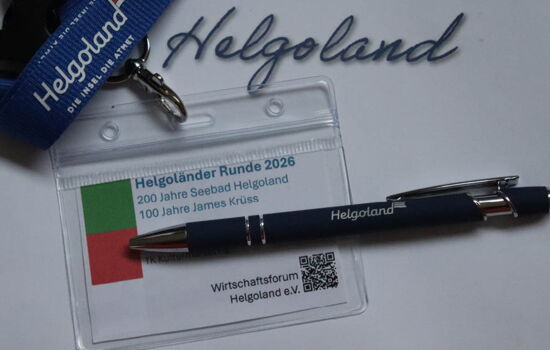 Helgoland
DIE INSEL DIE ATMET
Helgoland
Helgoländer Runde 2026
200 Jahre Seebad Helgoland
100 Jahre James Krüss
Helgoland
Wirtschaftsforum
Helgoland e.V.